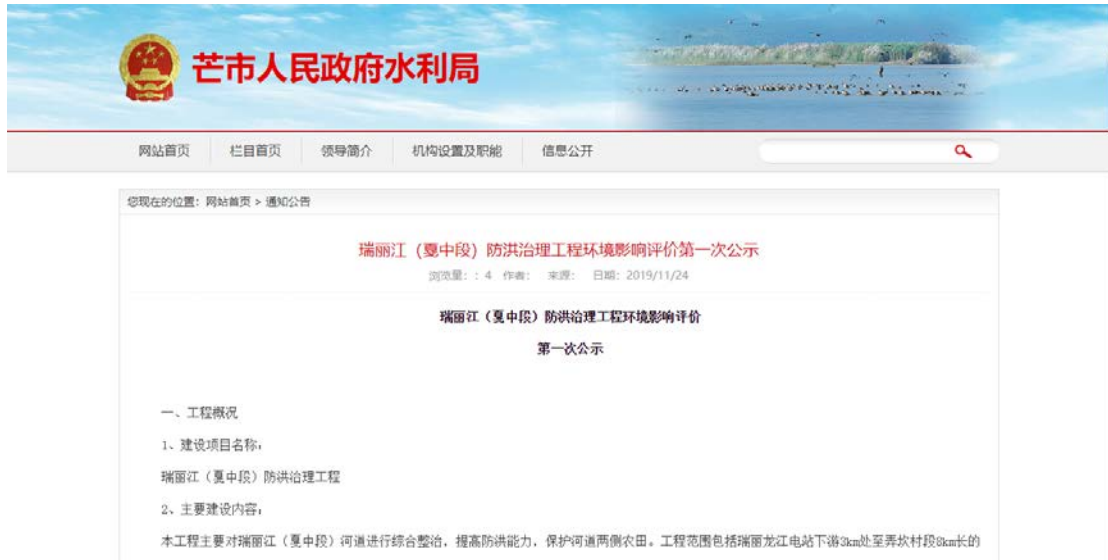 芒市人民政府水利局
网站首页 栏目首页 领导简介 机构设置及职能 信息公开
您现在的位置：网站首页 > 通知公告
瑞丽江（戛中段）防洪治理工程环境影响评价第一次公示
浏览量：：4 作者： 来源： 日期：2019/11/24
瑞丽江（戛中段）防洪治理工程环境影响评价
第一次公示
一、工程概况
1、建设项目名称：
瑞丽江（戛中段）防洪治理工程
2、主要建设内容：
本工程主要对瑞丽江（戛中段）河道进行综合整治，提高防洪能力，保护河道两侧农田。工程范围包括瑞丽龙江电站下游3km处至弄坎村段8km长的